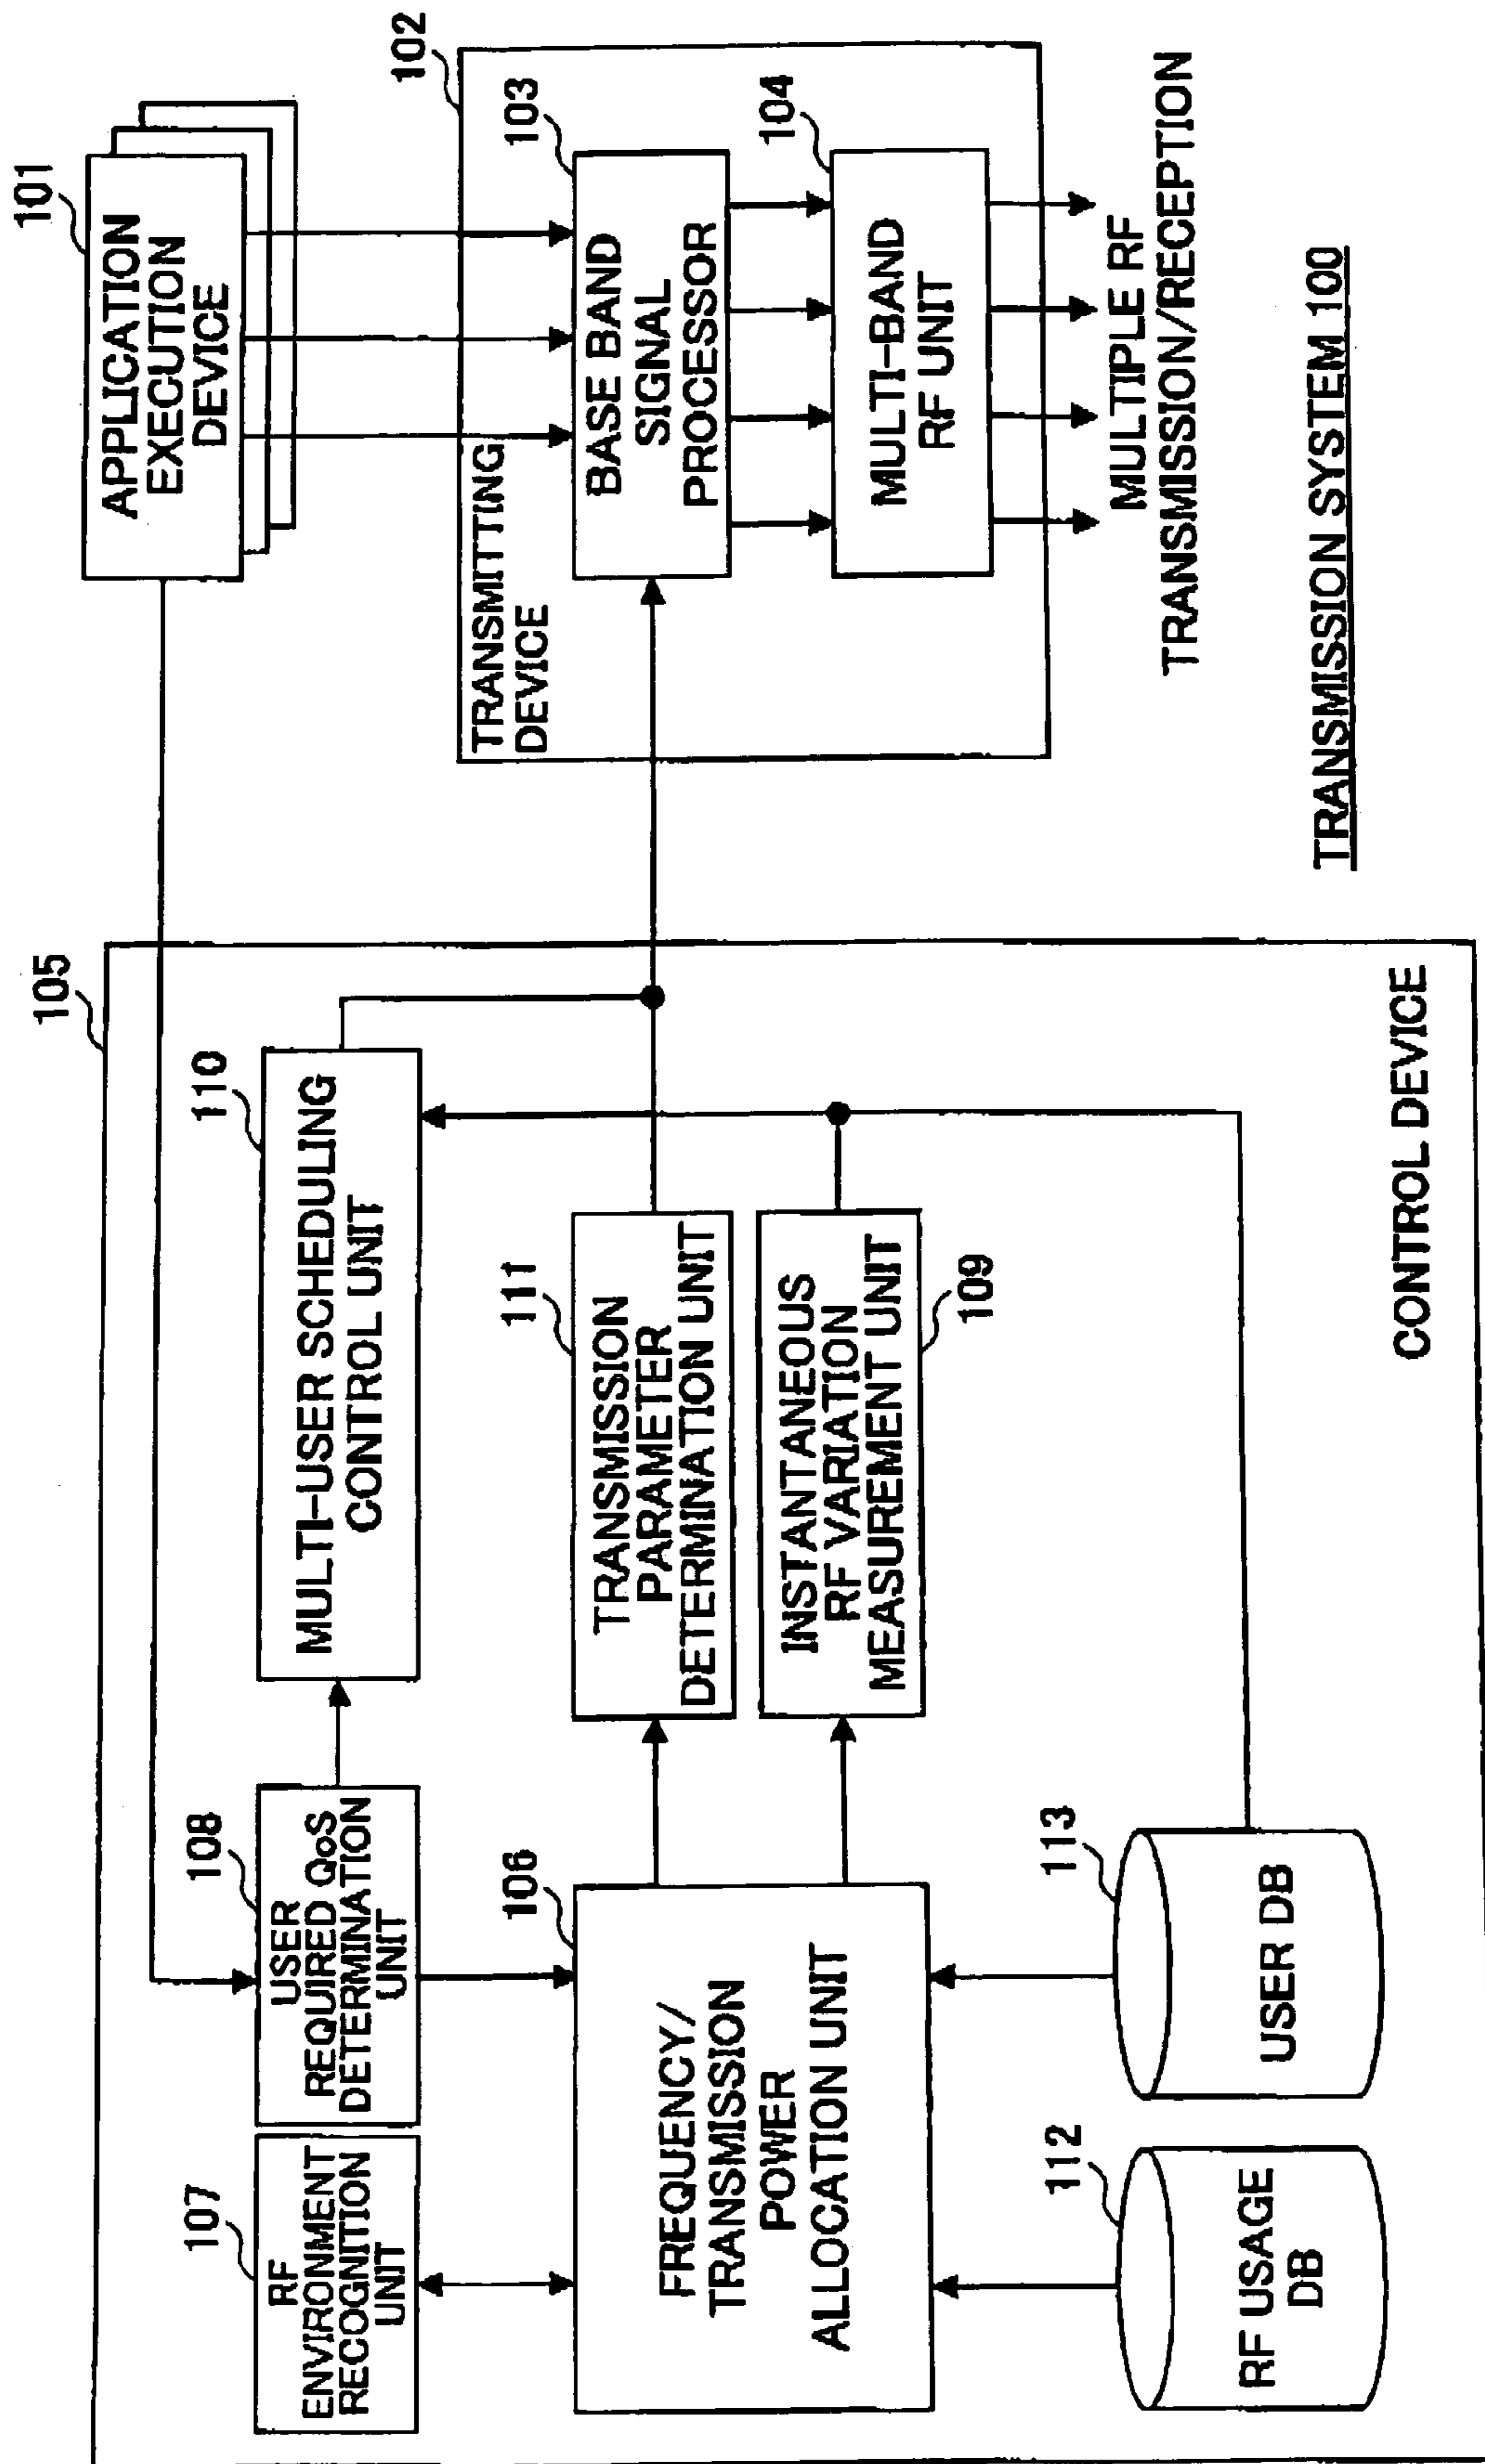 101
APPLICATION
EXECUTION
DEVICE
102
TRANSMITTING
DEVICE
103
BASE BAND
SIGNAL
PROCESSOR
104
MULTI-BAND
RF UNIT
MULTIPLE RF
TRANSMISSION/RECEPTION
TRANSMISSION SYSTEM 100
105
110
MULTI-USER SCHEDULING
CONTROL UNIT
111
TRANSMISSION
PARAMETER
DETERMINATION UNIT
INSTANTANEOUS
RF VARIATION
MEASUREMENT UNIT
109
CONTROL DEVICE
108
USER
REQUIRED QoS
DETERMINATION
UNIT
107
RF
ENVIRONMENT
RECOGNITION
UNIT
106
FREQUENCY/
TRANSMISSION
POWER
ALLOCATION UNIT
113
USER DB
112
RF USAGE
DB